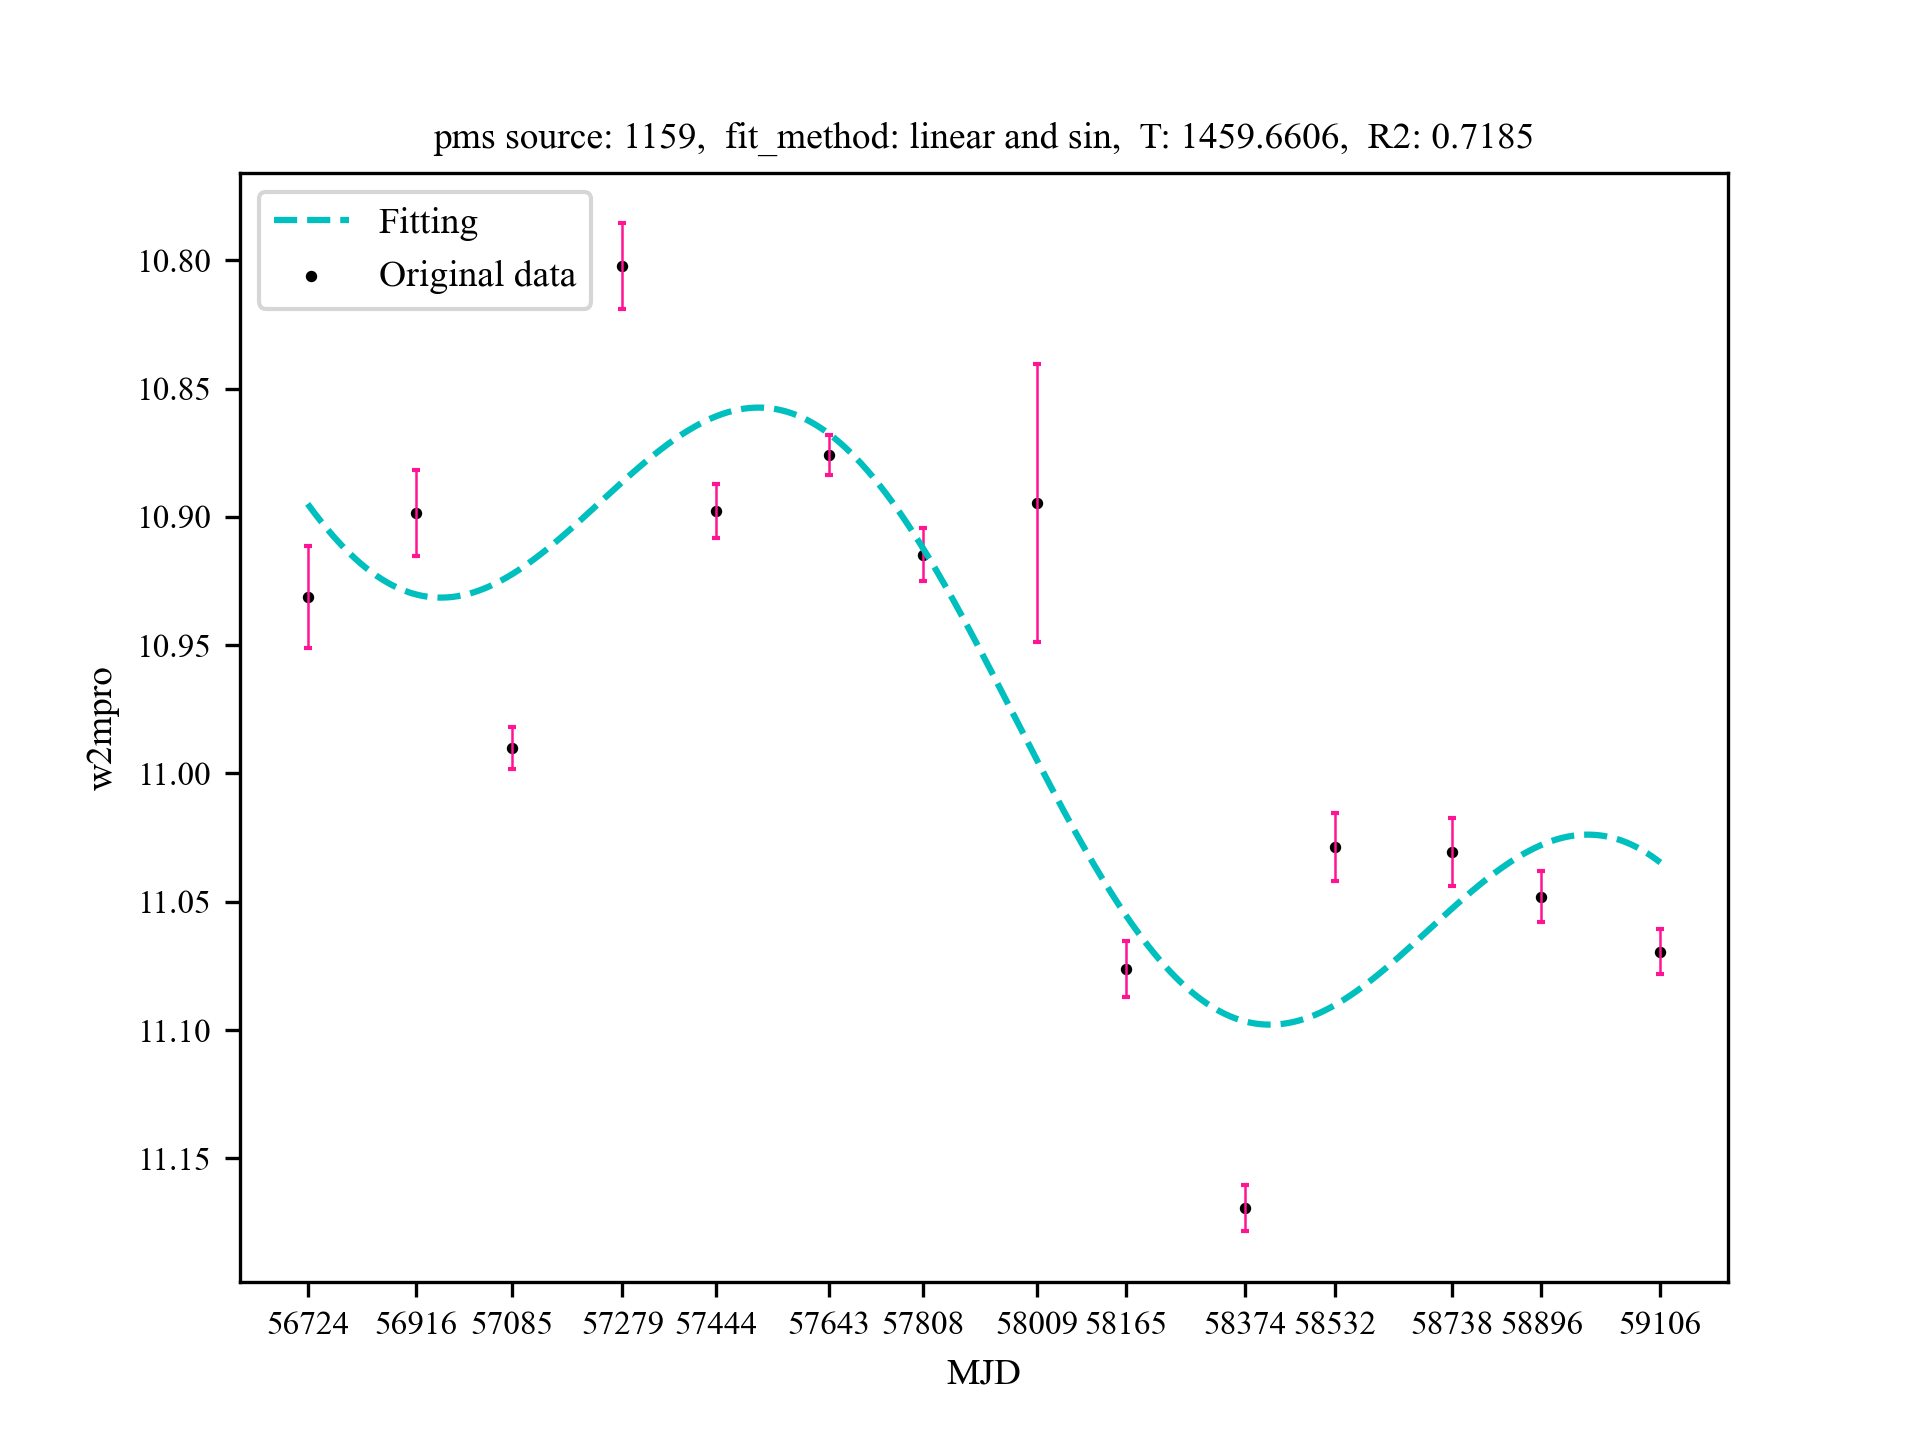 pms source: 1159,  fit_method: linear and sin,  T: 1459.6606,  R2: 0.7185
Fitting
Original data
10.80
10.85
10.90
10.95
11.00
11.05
11.10
11.15
w2mpro
56724 56916 57085 57279 57444 57643 57808 58009 58165 58374 58532 58738 58896 59106
MJD